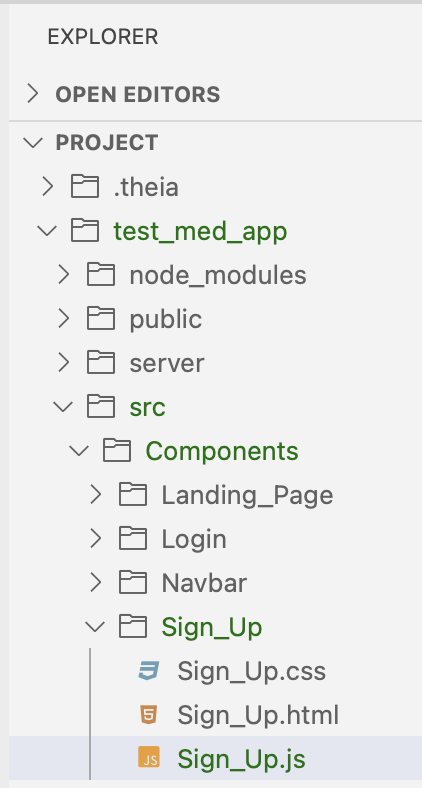 EXPLORER
OPEN EDITORS
PROJECT
.theia
test_med_app
node_modules
public
server
src
Components
Landing_Page
Login
Navbar
Sign_Up
Sign_Up.css
Sign_Up.html
JS Sign_Up.js